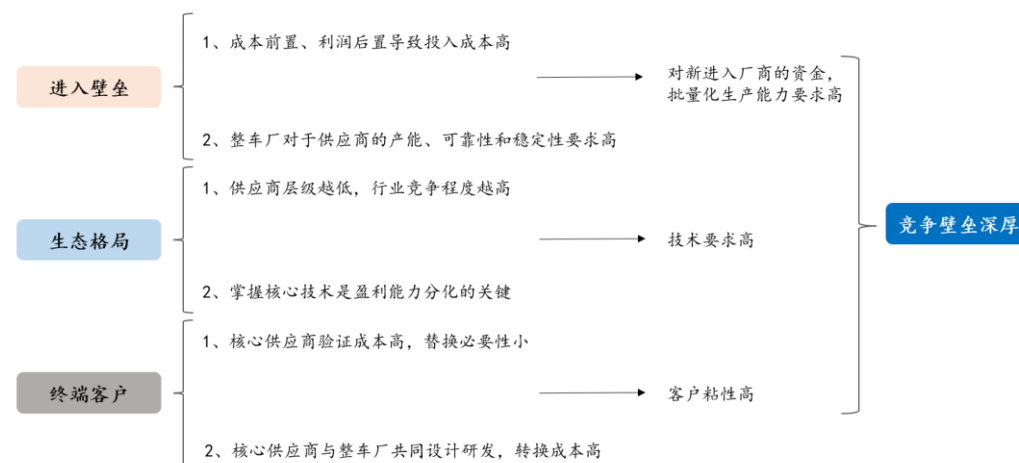 1、成本前置、利润后置导致投入成本高
进入壁垒
对新进入厂商的资金，
批量化生产能力要求高
2、整车厂对于供应商的产能、可靠性和稳定性要求高
1、供应商层级越低，行业竞争程度越高
生态格局
技术要求高
竞争壁垒深厚
2、掌握核心技术是盈利能力分化的关键
1、核心供应商验证成本高，替换必要性小
终端客户
客户粘性高
2、核心供应商与整车厂共同设计研发，转换成本高